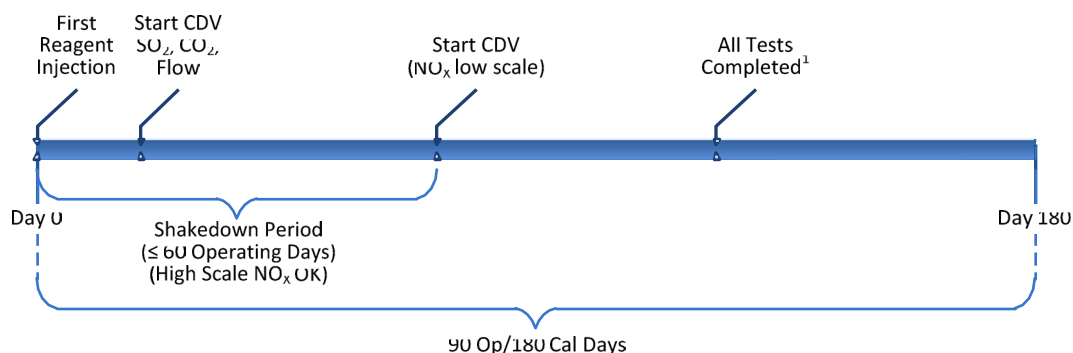 First
Reagent
Injection
Start CDV
SO₂, CO₂,
Flow
Start CDV
(NOₓ low scale)
All Tests
Completed¹
Day 0
Day 180
Shakedown Period
(≤ 60 Operating Days)
(High Scale NOₓ OK)
90 Op/180 Cal Days